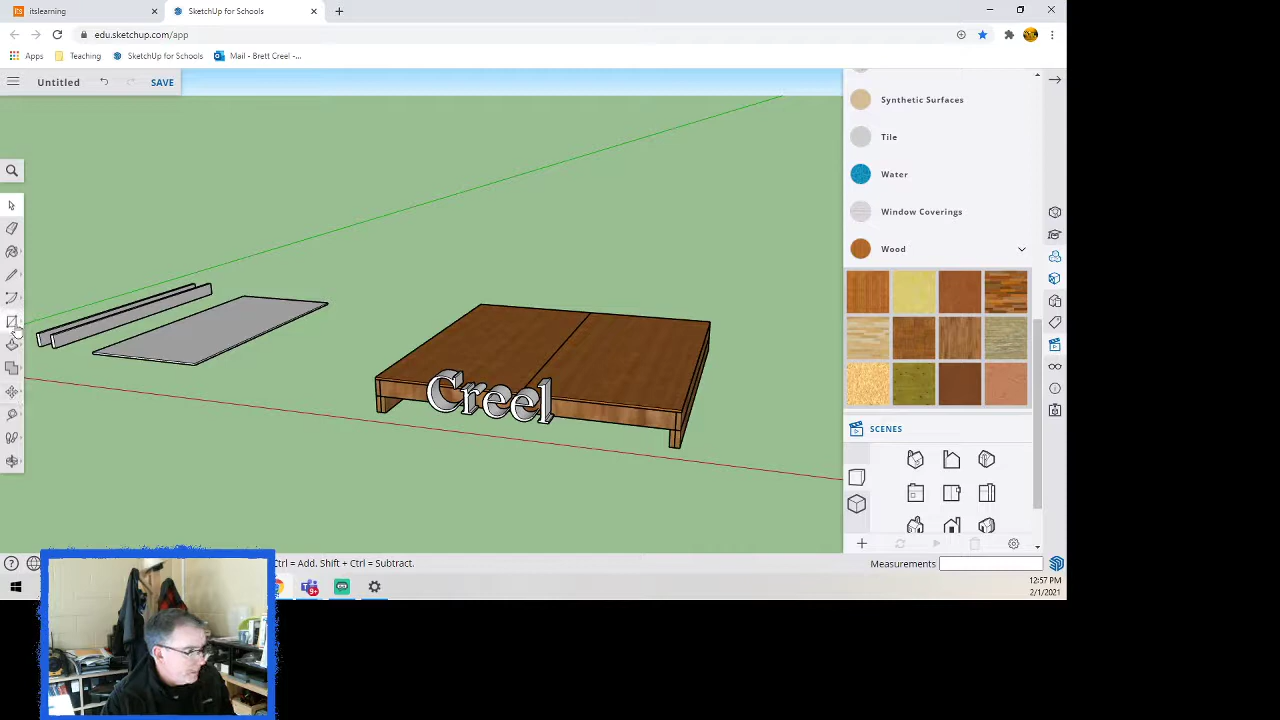 itslearning
SketchUp for Schools
edu.sketchup.com/app
Apps
Teaching
SketchUp for Schools
Mail - Brett Creel -...
Untitled
SAVE
Synthetic Surfaces
Tile
Water
Window Coverings
Wood
Creel
SCENES
Ctrl = Add. Shift + Ctrl = Subtract.
Measurements
9+
12:57 PM
2/1/2021